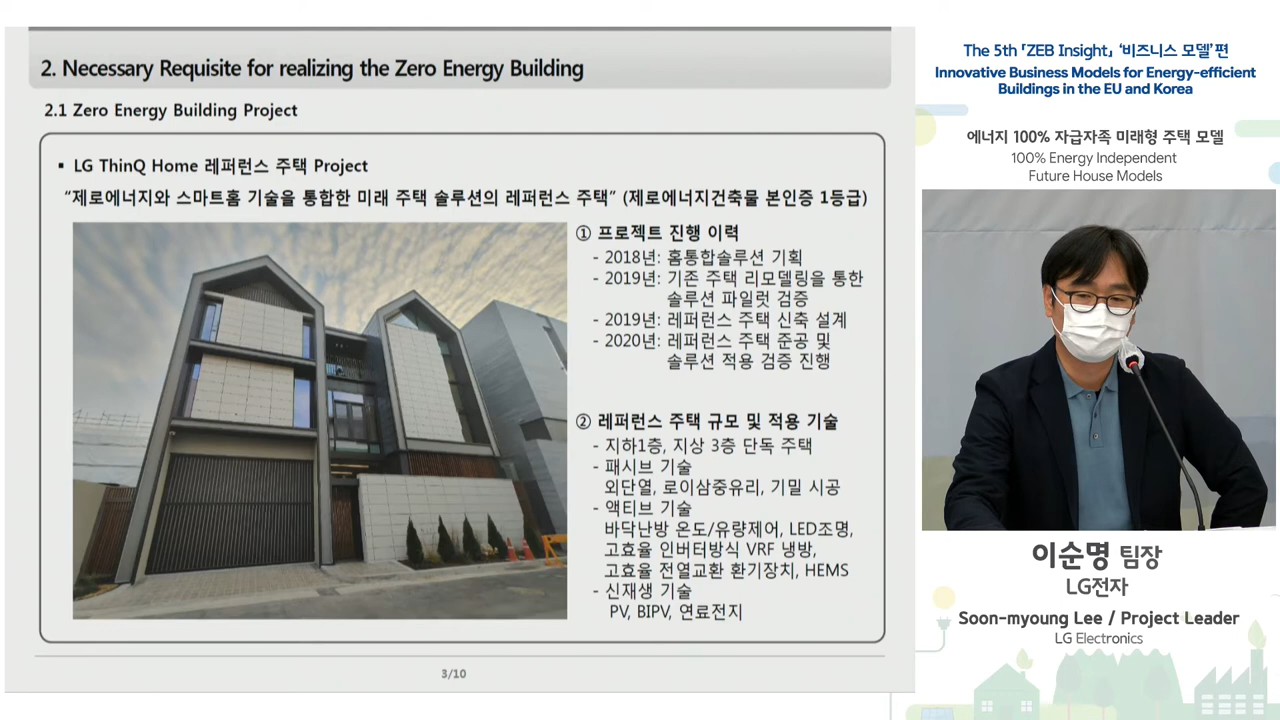 2. Necessary Requisite for realizing the Zero Energy Building
2.1 Zero Energy Building Project
▪ LG ThinQ Home 레퍼런스 주택 Project
“제로에너지와 스마트홈 기술을 통합한 미래 주택 솔루션의 레퍼런스 주택” (제로에너지건축물 본인증 1등급)
① 프로젝트 진행 이력
- 2018년: 홈통합솔루션 기획
- 2019년: 기존 주택 리모델링을 통한
솔루션 파일럿 검증
- 2019년: 레퍼런스 주택 신축 설계
- 2020년: 레퍼런스 주택 준공 및
솔루션 적용 검증 진행
② 레퍼런스 주택 규모 및 적용 기술
- 지하1층, 지상 3층 단독 주택
- 패시브 기술
외단열, 로이삼중유리, 기밀 시공
- 액티브 기술
바닥난방 온도/유량제어, LED조명,
고효율 인버터방식 VRF 냉방,
고효율 전열교환 환기장치, HEMS
- 신재생 기술
PV, BIPV, 연료전지
3/10
The 5th 「ZEB Insight」 ‘비즈니스 모델’편
Innovative Business Models for Energy-efficient
Buildings in the EU and Korea
에너지 100% 자급자족 미래형 주택 모델
100% Energy Independent
Future House Models
이순명 팀장
LG전자
Soon-myoung Lee / Project Leader
LG Electronics